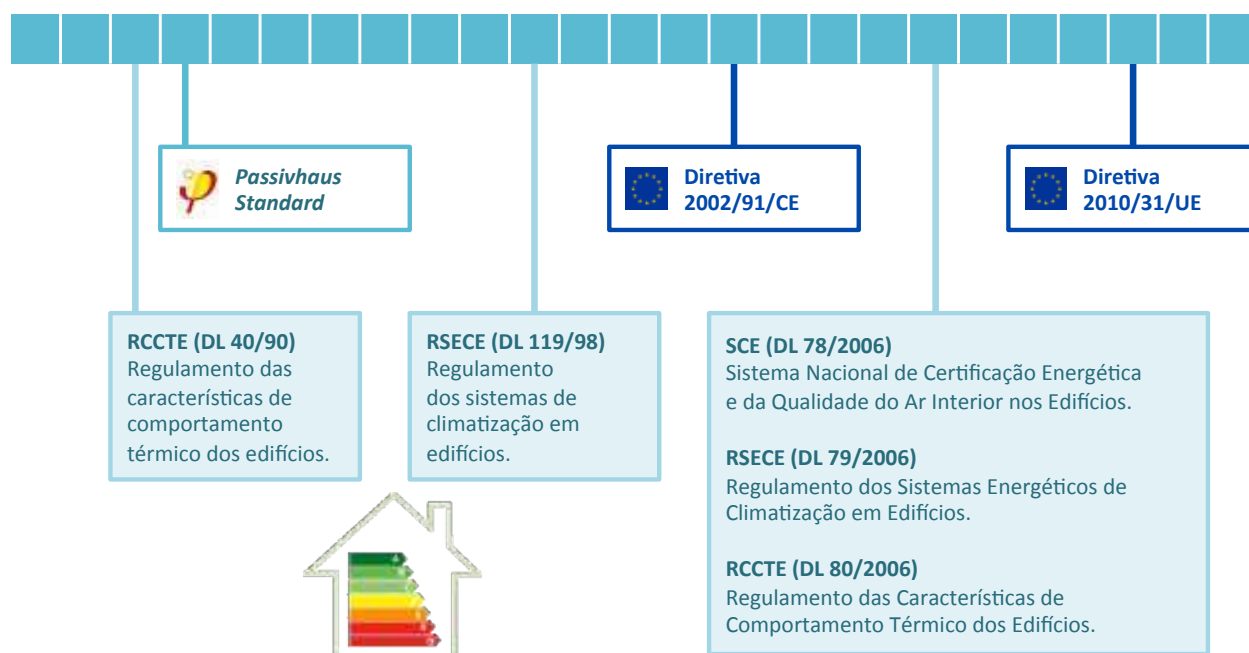 Passivhaus
Standard
Diretiva
2002/91/CE
Diretiva
2010/31/UE
RCCTE (DL 40/90)
Regulamento das
características de
comportamento
térmico dos edifícios.
RSECE (DL 119/98)
Regulamento
dos sistemas de
climatização em
edifícios.
SCE (DL 78/2006)
Sistema Nacional de Certificação Energética
e da Qualidade do Ar Interior nos Edifícios.
RSECE (DL 79/2006)
Regulamento dos Sistemas Energéticos de
Climatização em Edifícios.
RCCTE (DL 80/2006)
Regulamento das Características de
Comportamento Térmico dos Edifícios.